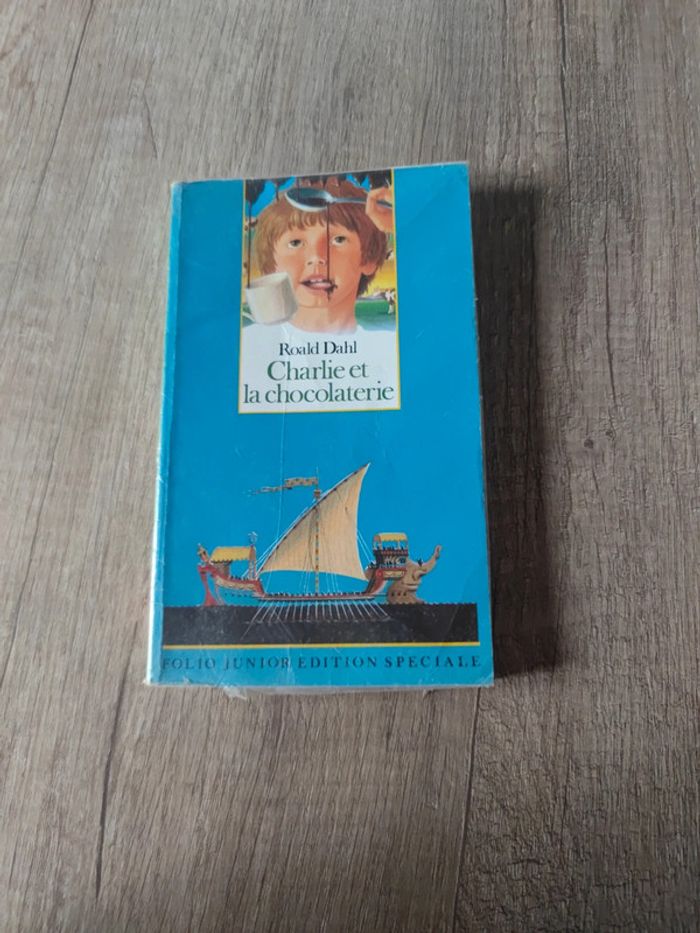 Roald Dahl
Charlie et
la chocolaterie
FOLIO JUNIOR EDITION SPECIALE